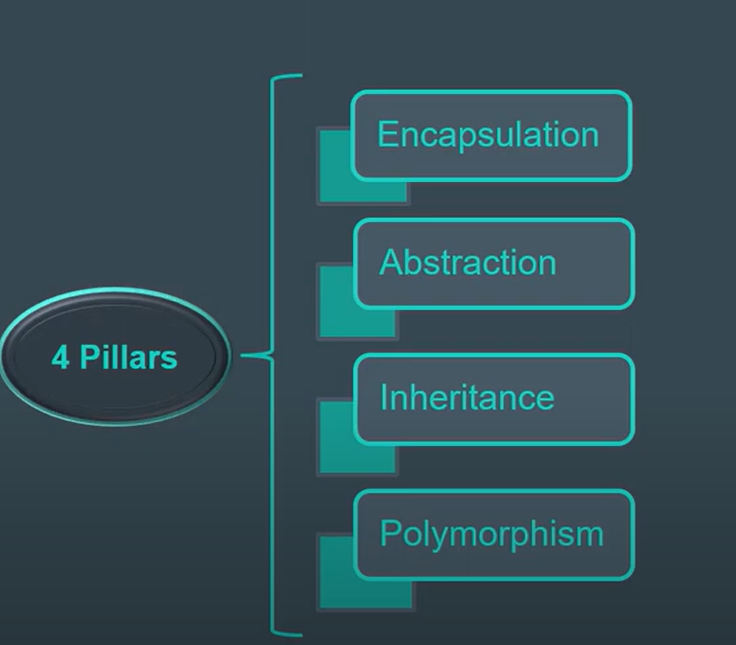 4 Pillars
Encapsulation
Abstraction
Inheritance
Polymorphism